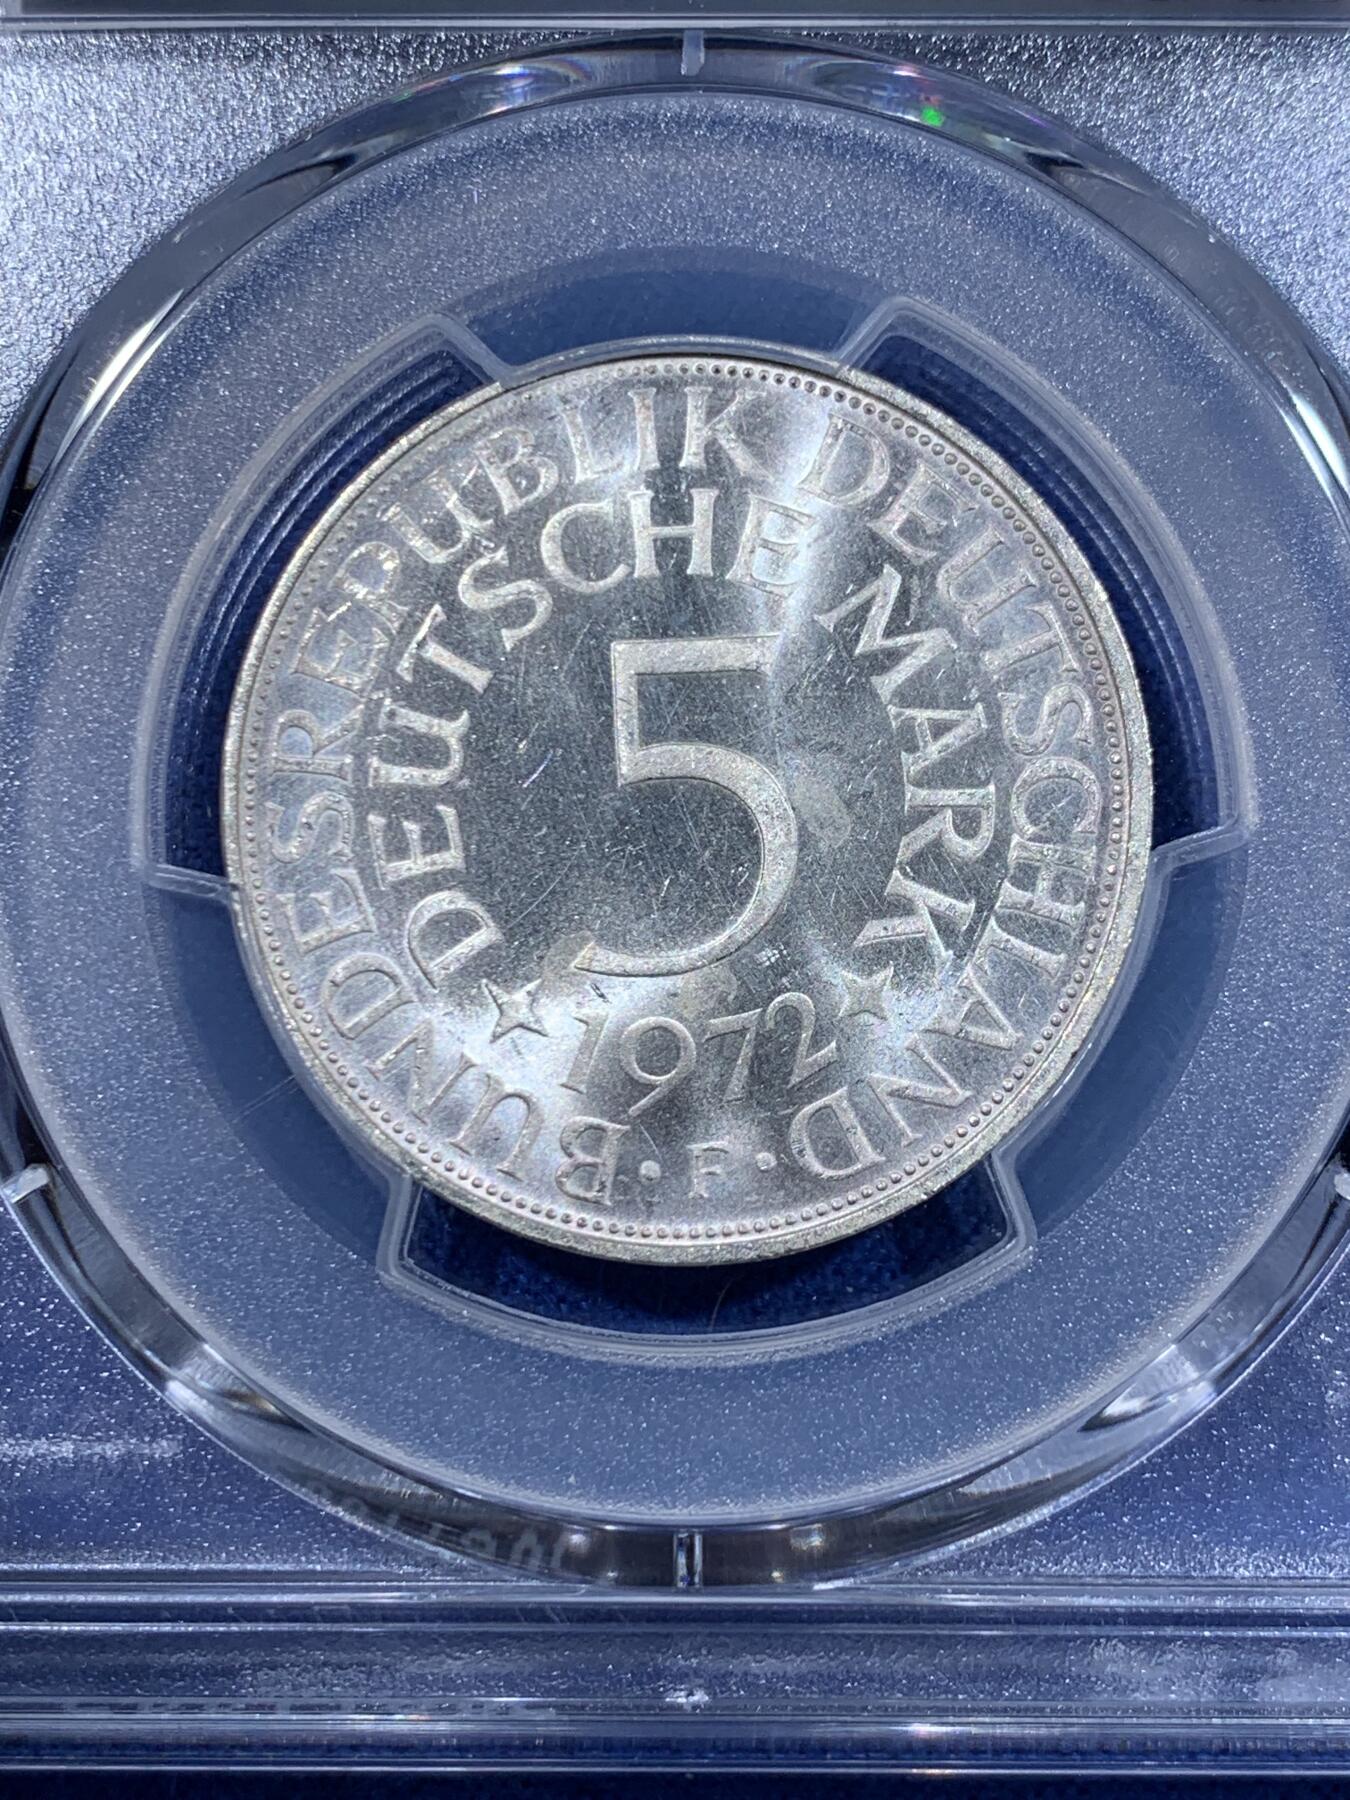 BUNDESREPUBLIK DEUTSCHLAND
DEUTSCHE MARK
5
1972
· F ·